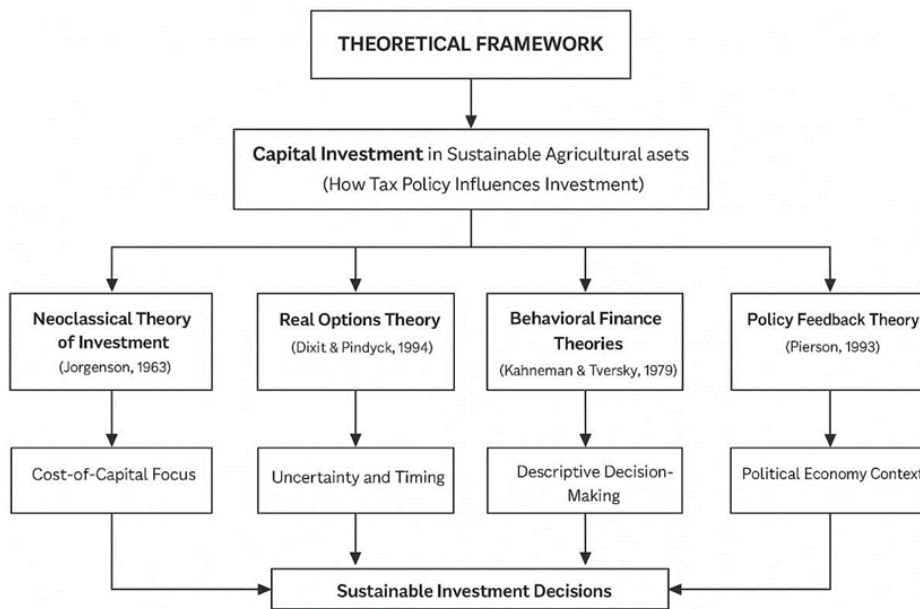 THEORETICAL FRAMEWORK
Capital Investment in Sustainable Agricultural asets
(How Tax Policy Influences Investment)
Neoclassical Theory
of Investment
(Jorgenson, 1963)
Real Options Theory
(Dixit & Pindyck, 1994)
Behavioral Finance
Theories
(Kahneman & Tversky, 1979)
Policy Feedback Theory
(Pierson, 1993)
Cost-of-Capital Focus
Uncertainty and Timing
Descriptive Decision-
Making
Political Economy Context
Sustainable Investment Decisions